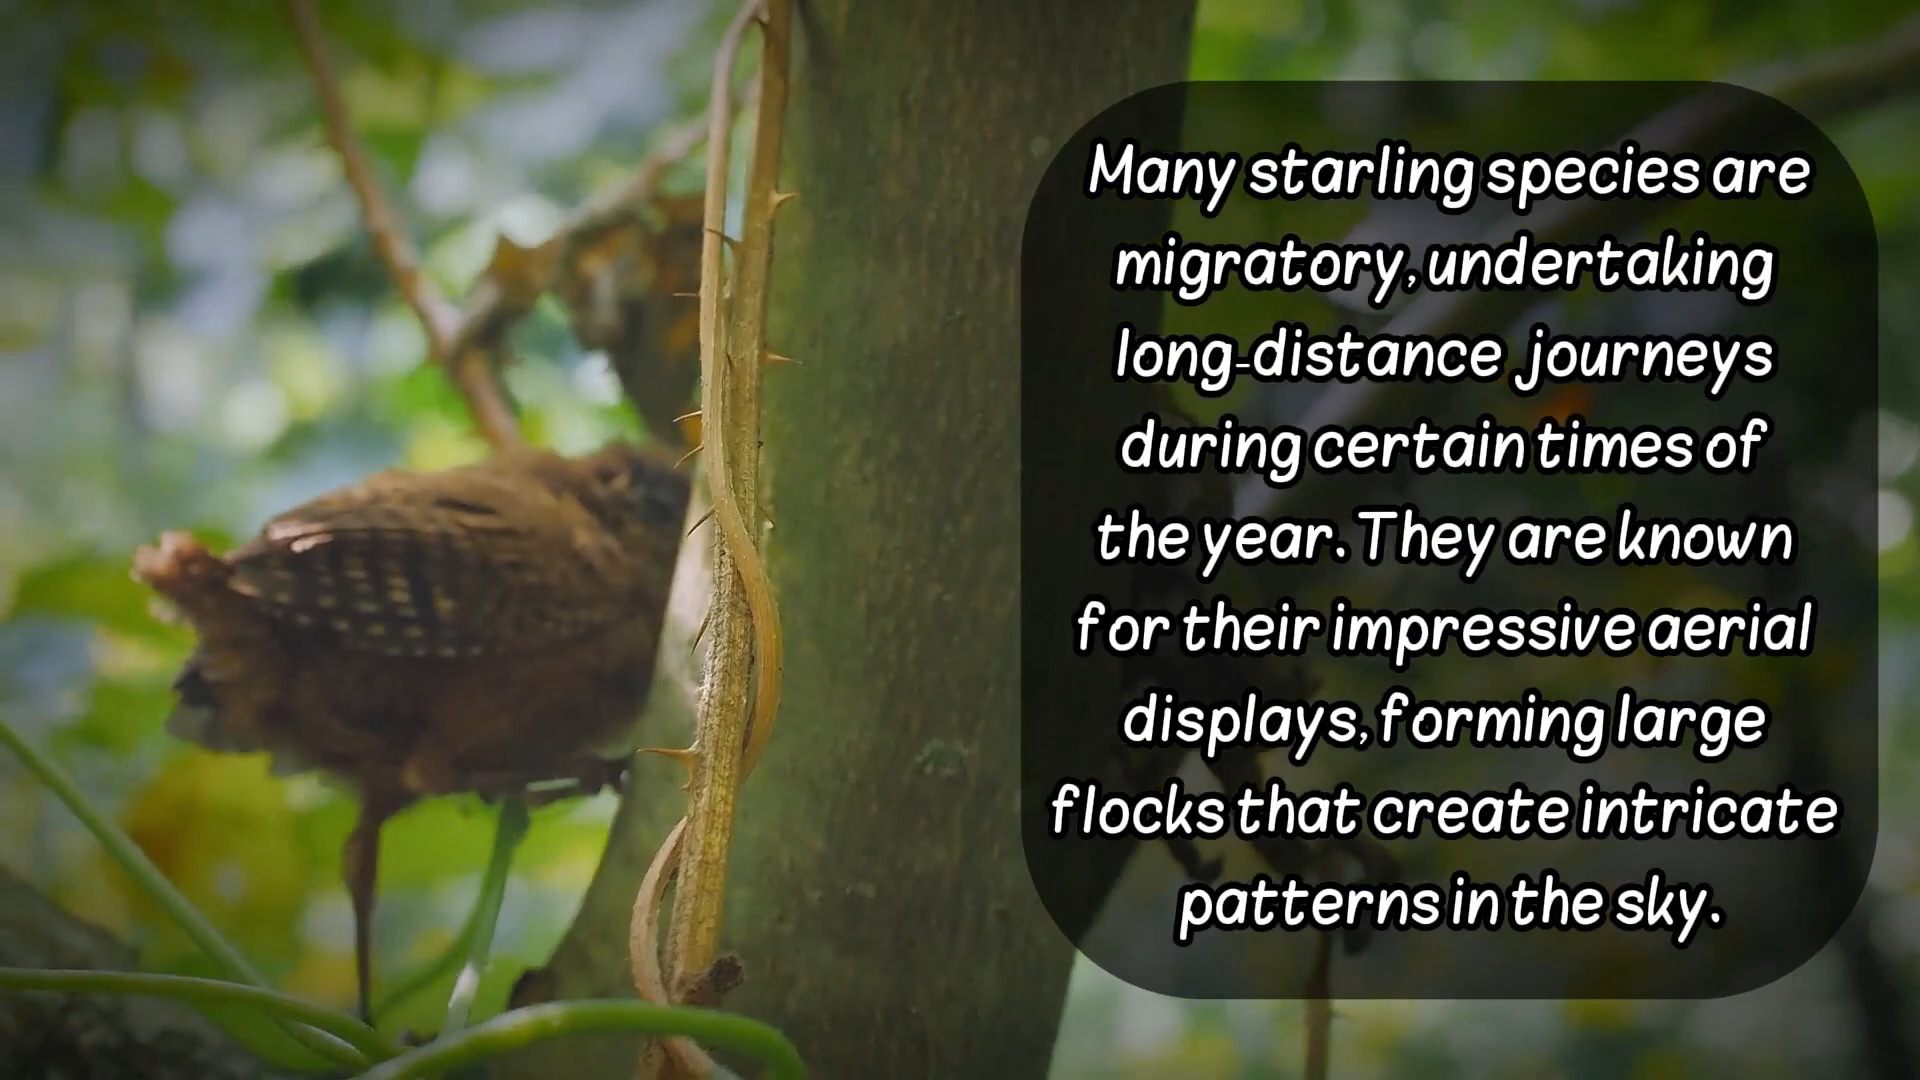 Many starling species are
migratory, undertaking
long-distance journeys
during certain times of
the year. They are known
for their impressive aerial
displays, forming large
flocks that create intricate
patterns in the sky.